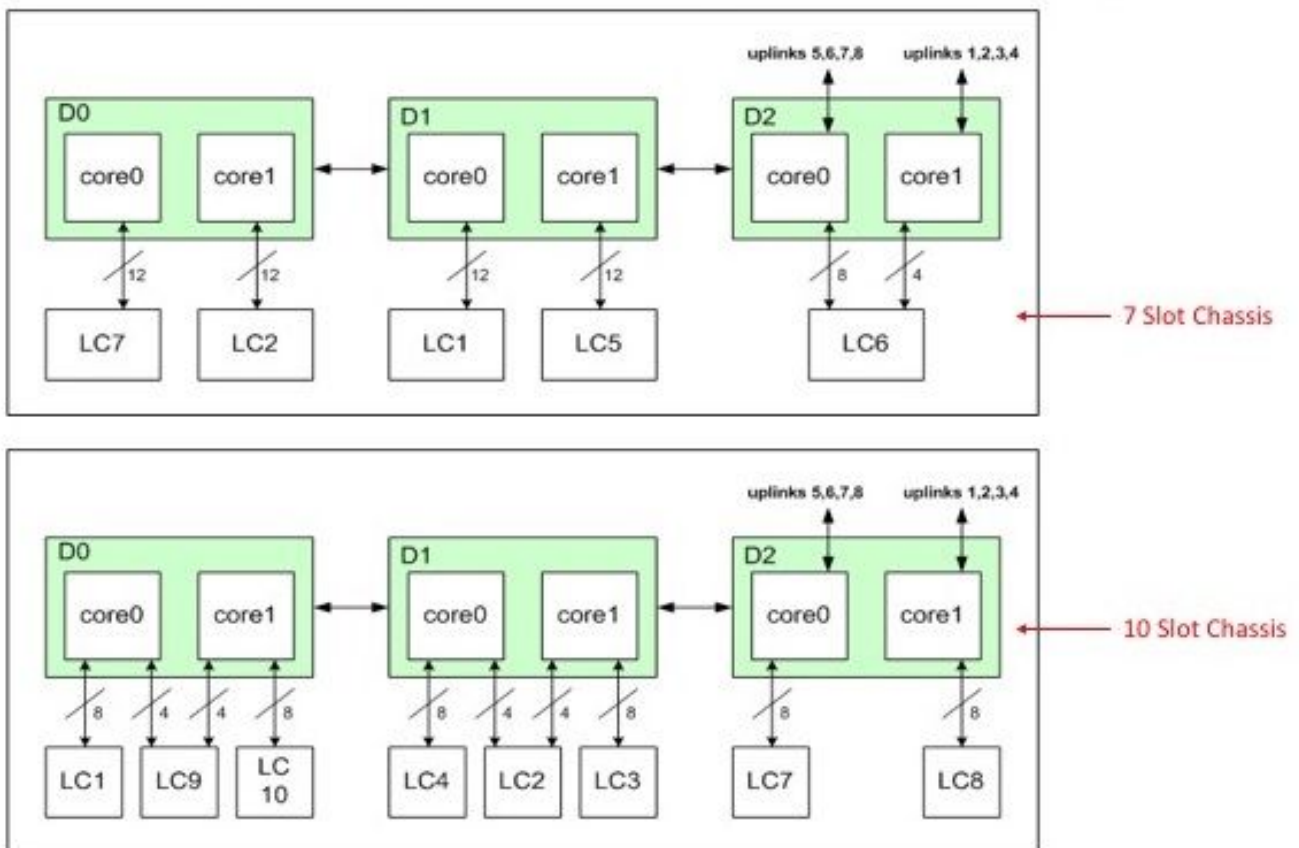 uplinks 5,6,7,8 uplinks 1,2,3,4
D0 D1 D2
core0 core1 core0 core1 core0 core1
12 12 12 12 8 4
7 Slot Chassis
LC7 LC2 LC1 LC5 LC6
uplinks 5,6,7,8 uplinks 1,2,3,4
D0 D1 D2
core0 core1 core0 core1 core0 core1
10 Slot Chassis
8 4 4 8 8 4 4 8 8 8
LC1 LC9 LC 10 LC4 LC2 LC3 LC7 LC8